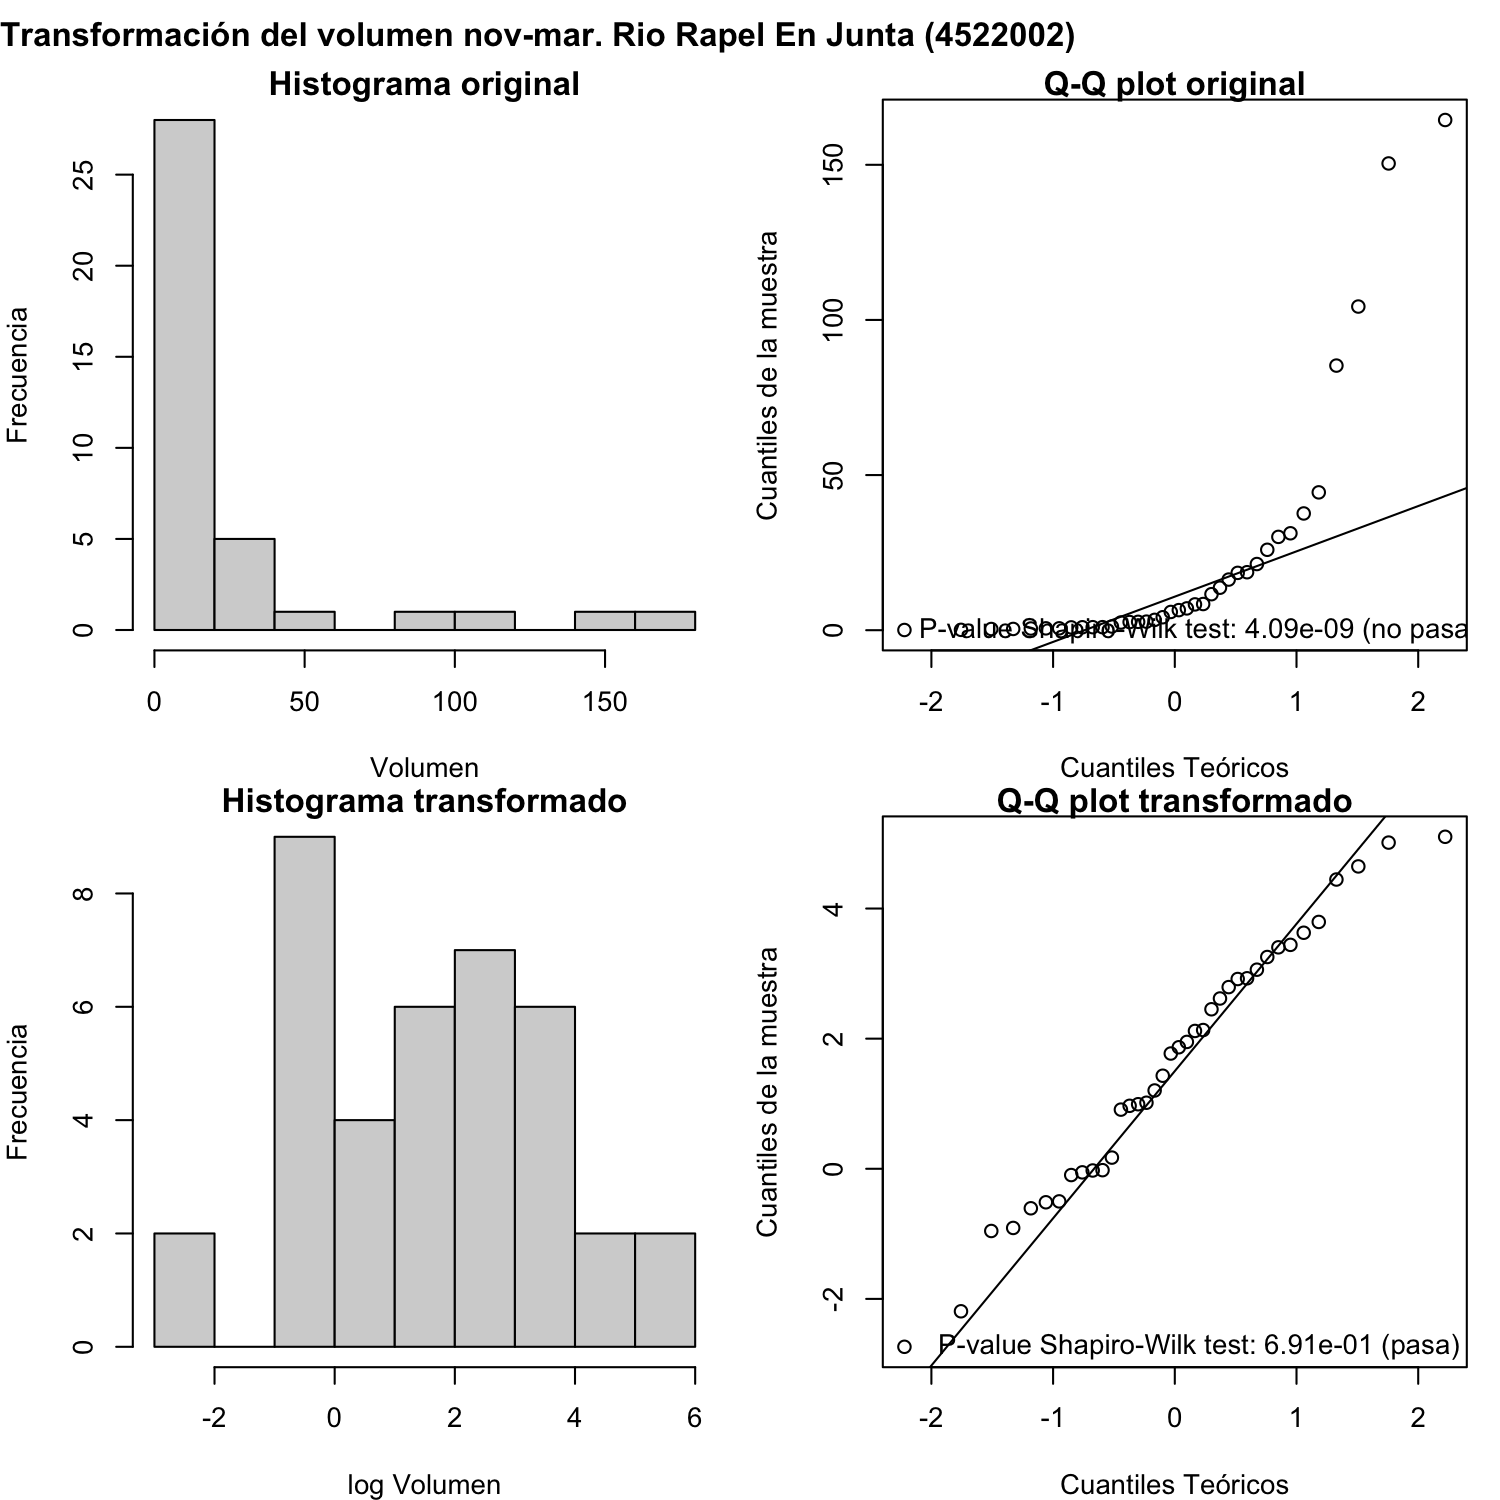 Transformación del volumen nov-mar. Rio Rapel En Junta (4522002)
Histograma original
Frecuencia
0 5 10 15 20 25
0 50 100 150
Volumen
Q-Q plot original
Cuantiles de la muestra
0 50 100 150
P-value Shapiro-Wilk test: 4.09e-09 (no pasa
-2 -1 0 1 2
Cuantiles Teóricos
Histograma transformado
Frecuencia
0 2 4 6 8
-2 0 2 4 6
log Volumen
Q-Q plot transformado
Cuantiles de la muestra
-2 0 2 4
P-value Shapiro-Wilk test: 6.91e-01 (pasa)
-2 -1 0 1 2
Cuantiles Teóricos